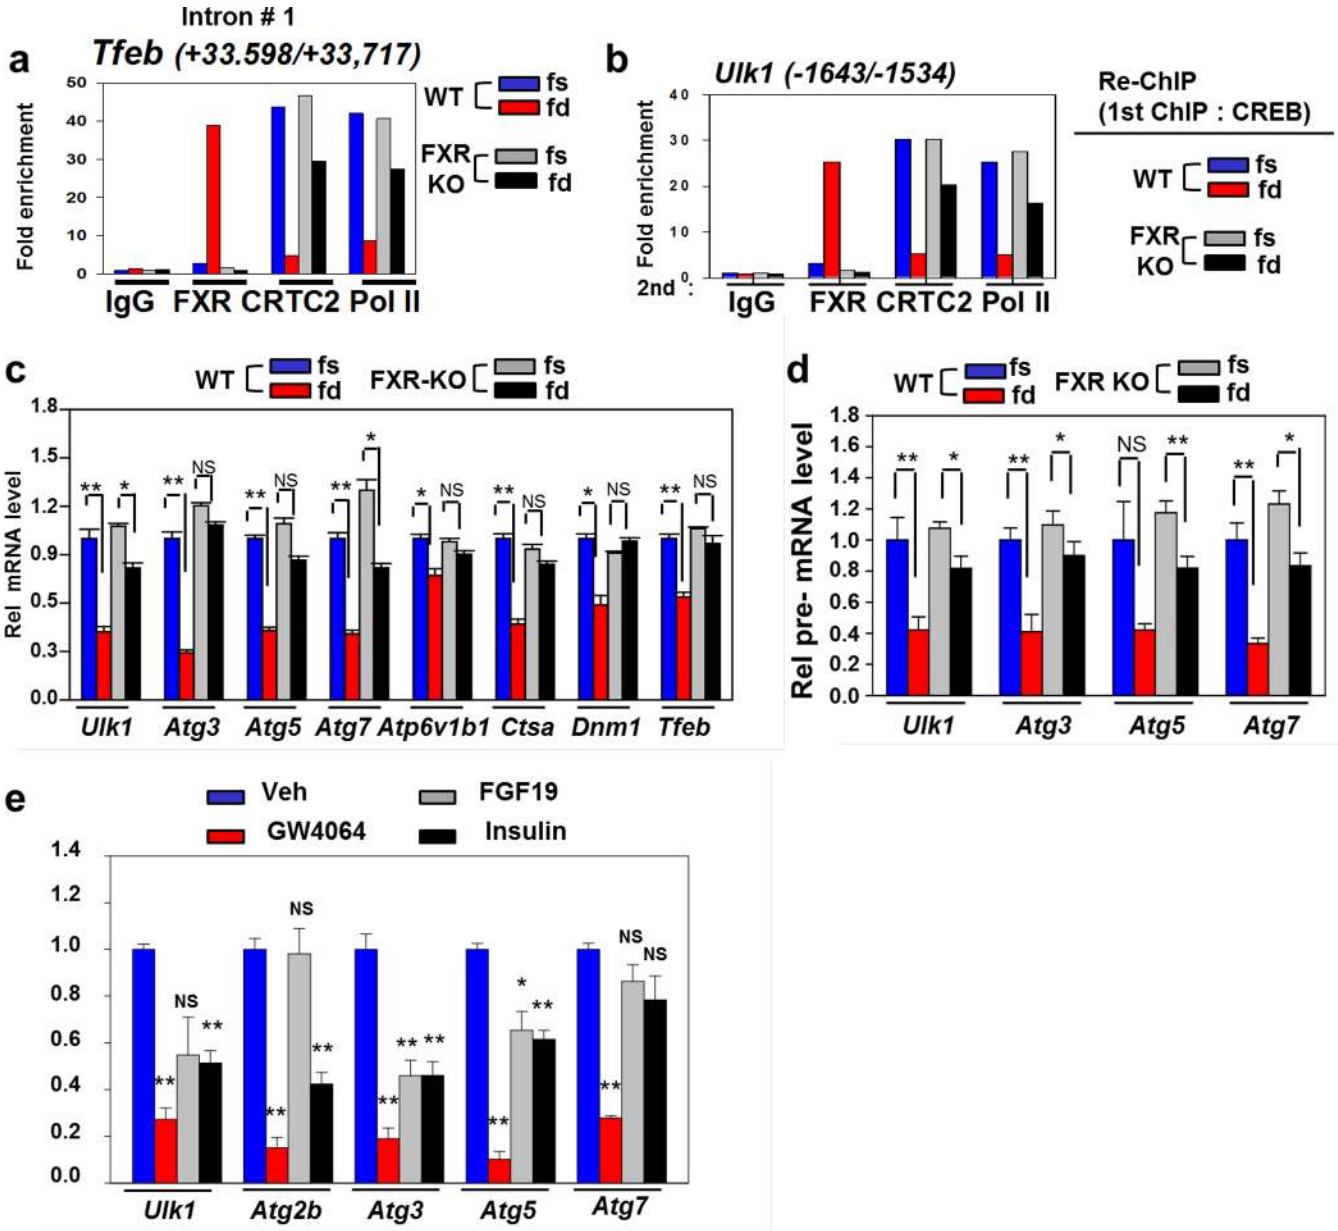 Intron # 1
a
Tfeb (+33.598/+33,717)
Fold enrichment
50
40
30
20
10
0
IgG FXR CRTC2 Pol II
WT
fs
fd
FXR
KO
fs
fd
b
Ulk1 (-1643/-1534)
Fold enrichment
40
30
20
10
0
2nd :
IgG FXR CRTC2 Pol II
Re-ChIP
(1st ChIP : CREB)
WT
fs
fd
FXR
KO
fs
fd
c
WT
fs
fd
FXR-KO
fs
fd
Rel mRNA level
1.8
1.5
1.2
0.9
0.5
0.3
0.0
** *
** NS
** NS
** *
* NS
** NS
* NS
** NS
Ulk1 Atg3 Atg5 Atg7 Atp6v1b1 Ctsa Dnm1 Tfeb
d
WT
fs
fd
FXR KO
fs
fd
Rel pre- mRNA level
1.8
1.6
1.4
1.2
1.0
0.8
0.6
0.4
0.2
0.0
** *
** *
NS **
** *
Ulk1 Atg3 Atg5 Atg7
e
Veh
FGF19
GW4064
Insulin
1.4
1.2
1.0
0.8
0.6
0.4
0.2
0.0
** NS **
** NS **
** ** **
** * **
** NS NS
Ulk1 Atg2b Atg3 Atg5 Atg7